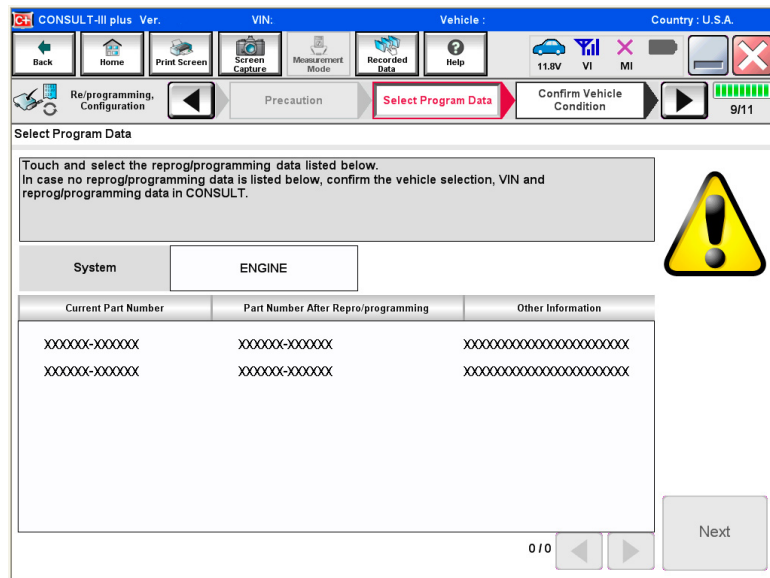 C+ CONSULT-III plus Ver. VIN: Vehicle : Country : U.S.A.
Back Home Print Screen Screen Capture Measurement Mode Recorded Data Help 11.8V VI MI
Re/programming, Configuration Precaution Select Program Data Confirm Vehicle Condition 9/11
Select Program Data
Touch and select the reprog/programming data listed below.
In case no reprog/programming data is listed below, confirm the vehicle selection, VIN and
reprog/programming data in CONSULT.
System ENGINE
Current Part Number Part Number After Repro/programming Other Information
XXXXXX-XXXXXX XXXXXX-XXXXXX XXXXXXXXXXXXXXXXXXXXXXX
XXXXXX-XXXXXX XXXXXX-XXXXXX XXXXXXXXXXXXXXXXXXXXXXX
0/0
Next